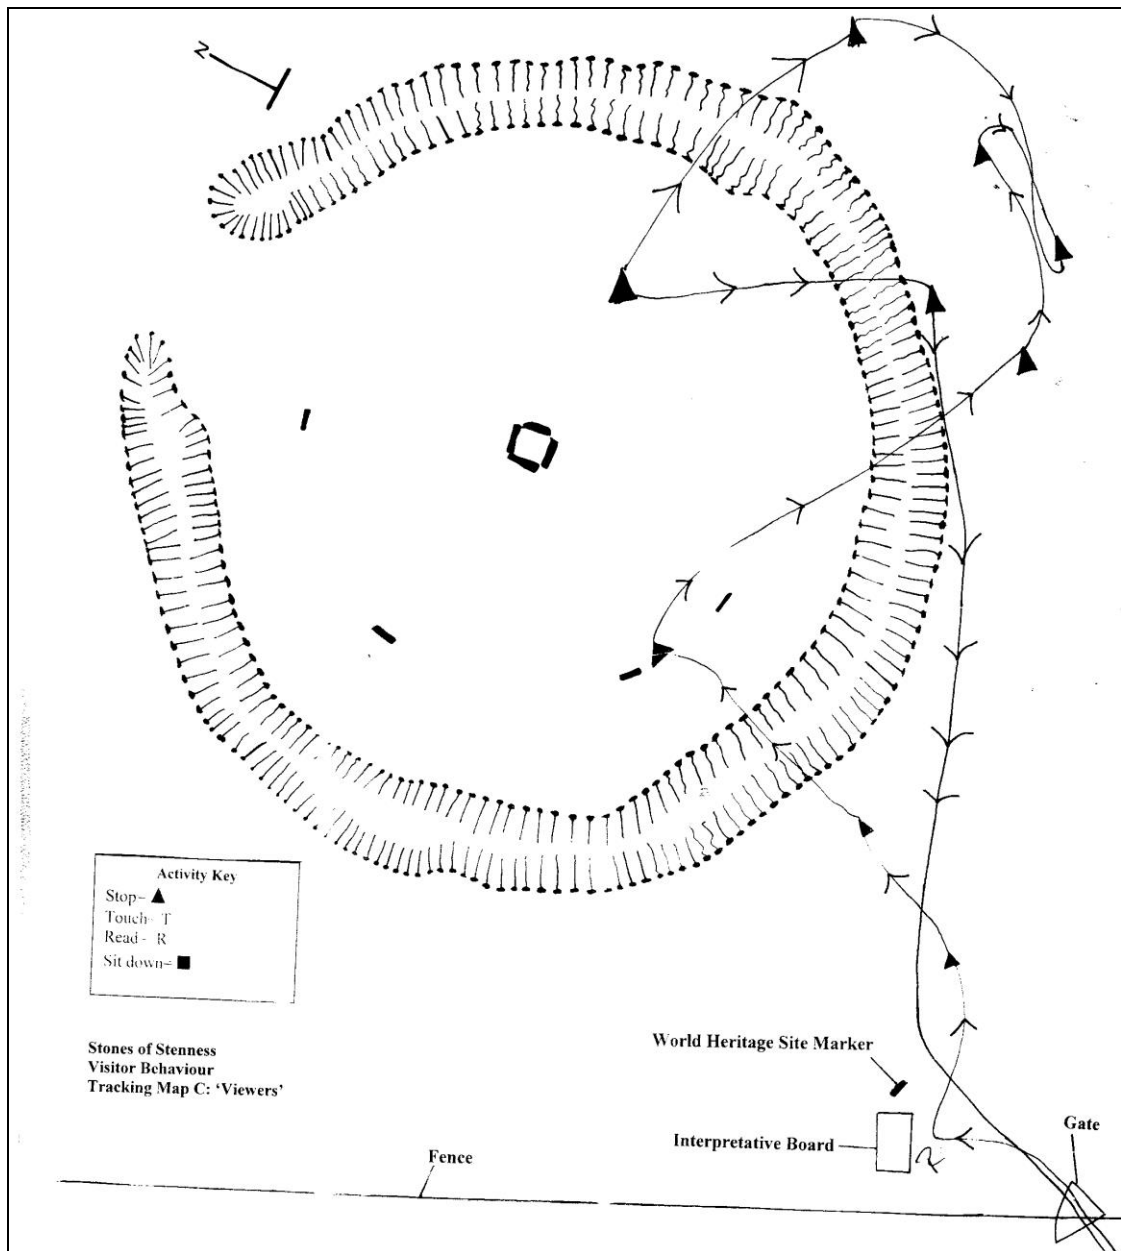 N
Activity Key
Stop- ▲
Touch- T
Read - R
Sit down= ■
Stones of Stenness
Visitor Behaviour
Tracking Map C: ‘Viewers’
World Heritage Site Marker
Interpretative Board
R
Gate
Fence